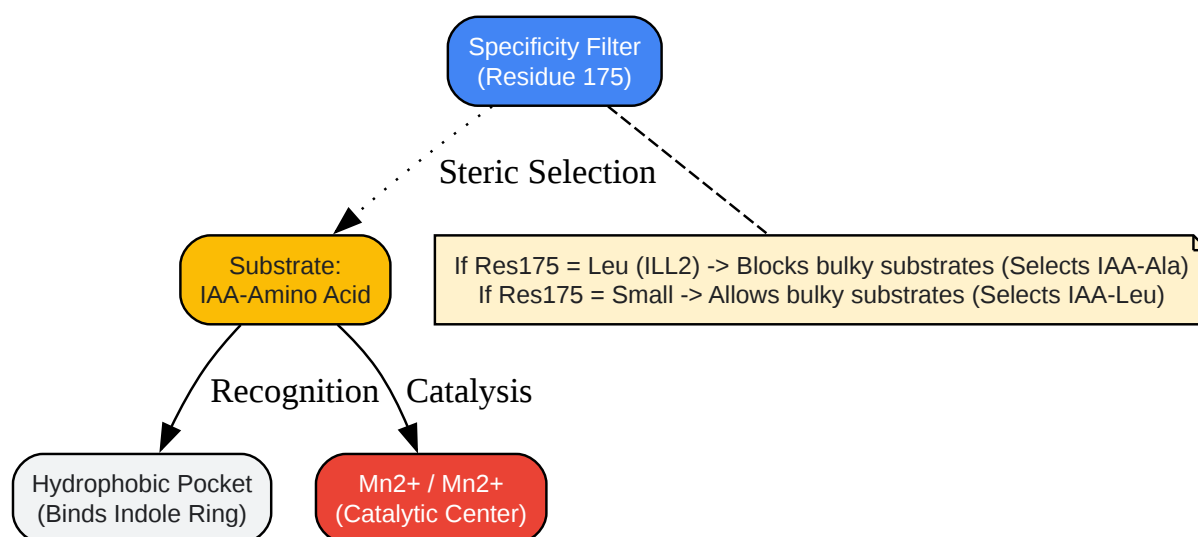 Specificity Filter
(Residue 175)
Steric Selection
Substrate:
IAA-Amino Acid
If Res175 = Leu (ILL2) -> Blocks bulky substrates (Selects IAA-Ala)
If Res175 = Small -> Allows bulky substrates (Selects IAA-Leu)
Recognition
Catalysis
Hydrophobic Pocket
(Binds Indole Ring)
Mn2+ / Mn2+
(Catalytic Center)